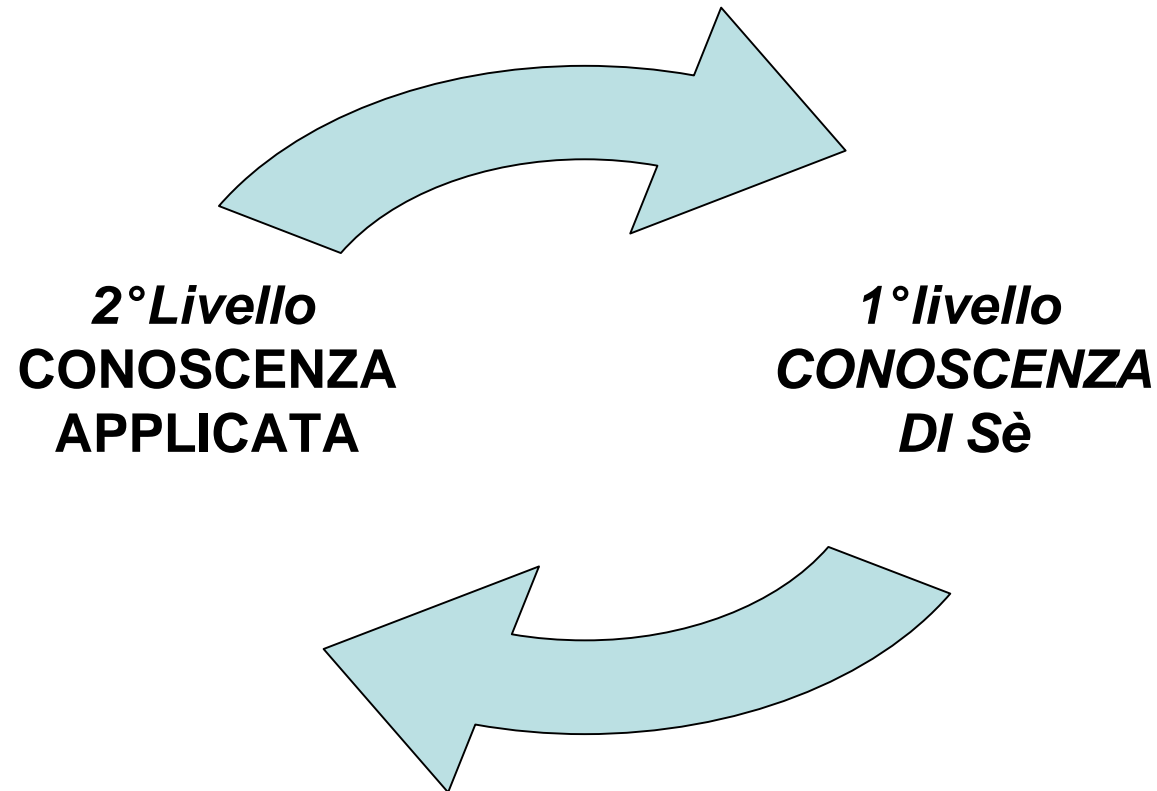 2°Livello
CONOSCENZA
APPLICATA
1°livello
CONOSCENZA
DI Sè